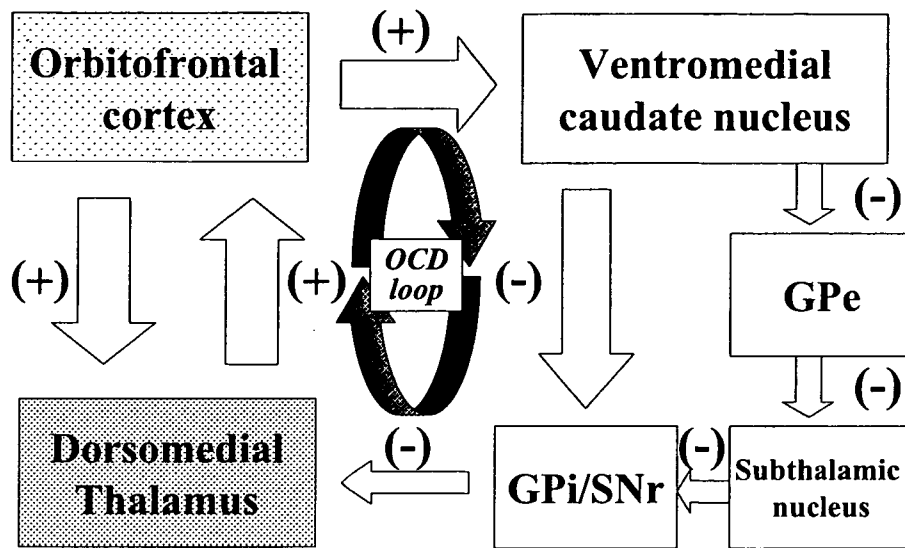 (+)
Orbitofrontal
cortex
Ventromedial
caudate nucleus
(-)
(+)
(+)
OCD
loop
(-)
GPe
(-)
Dorsomedial
Thalamus
(-)
GPi/SNr
(-)
Subthalamic
nucleus